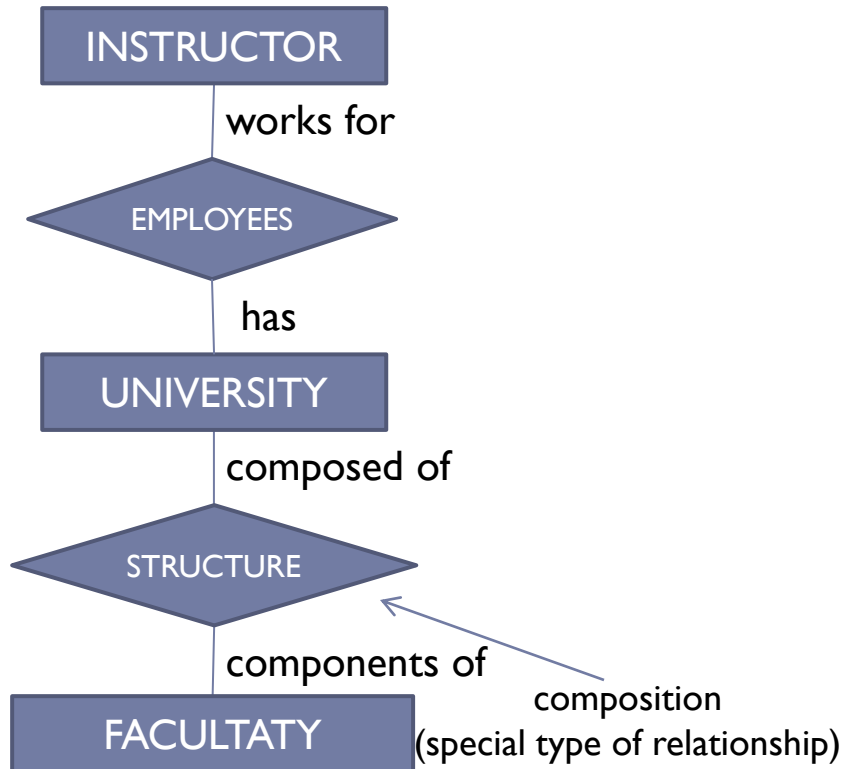 INSTRUCTOR
works for
EMPLOYEES
has
UNIVERSITY
composed of
STRUCTURE
components of
composition
(special type of relationship)
FACULTATY